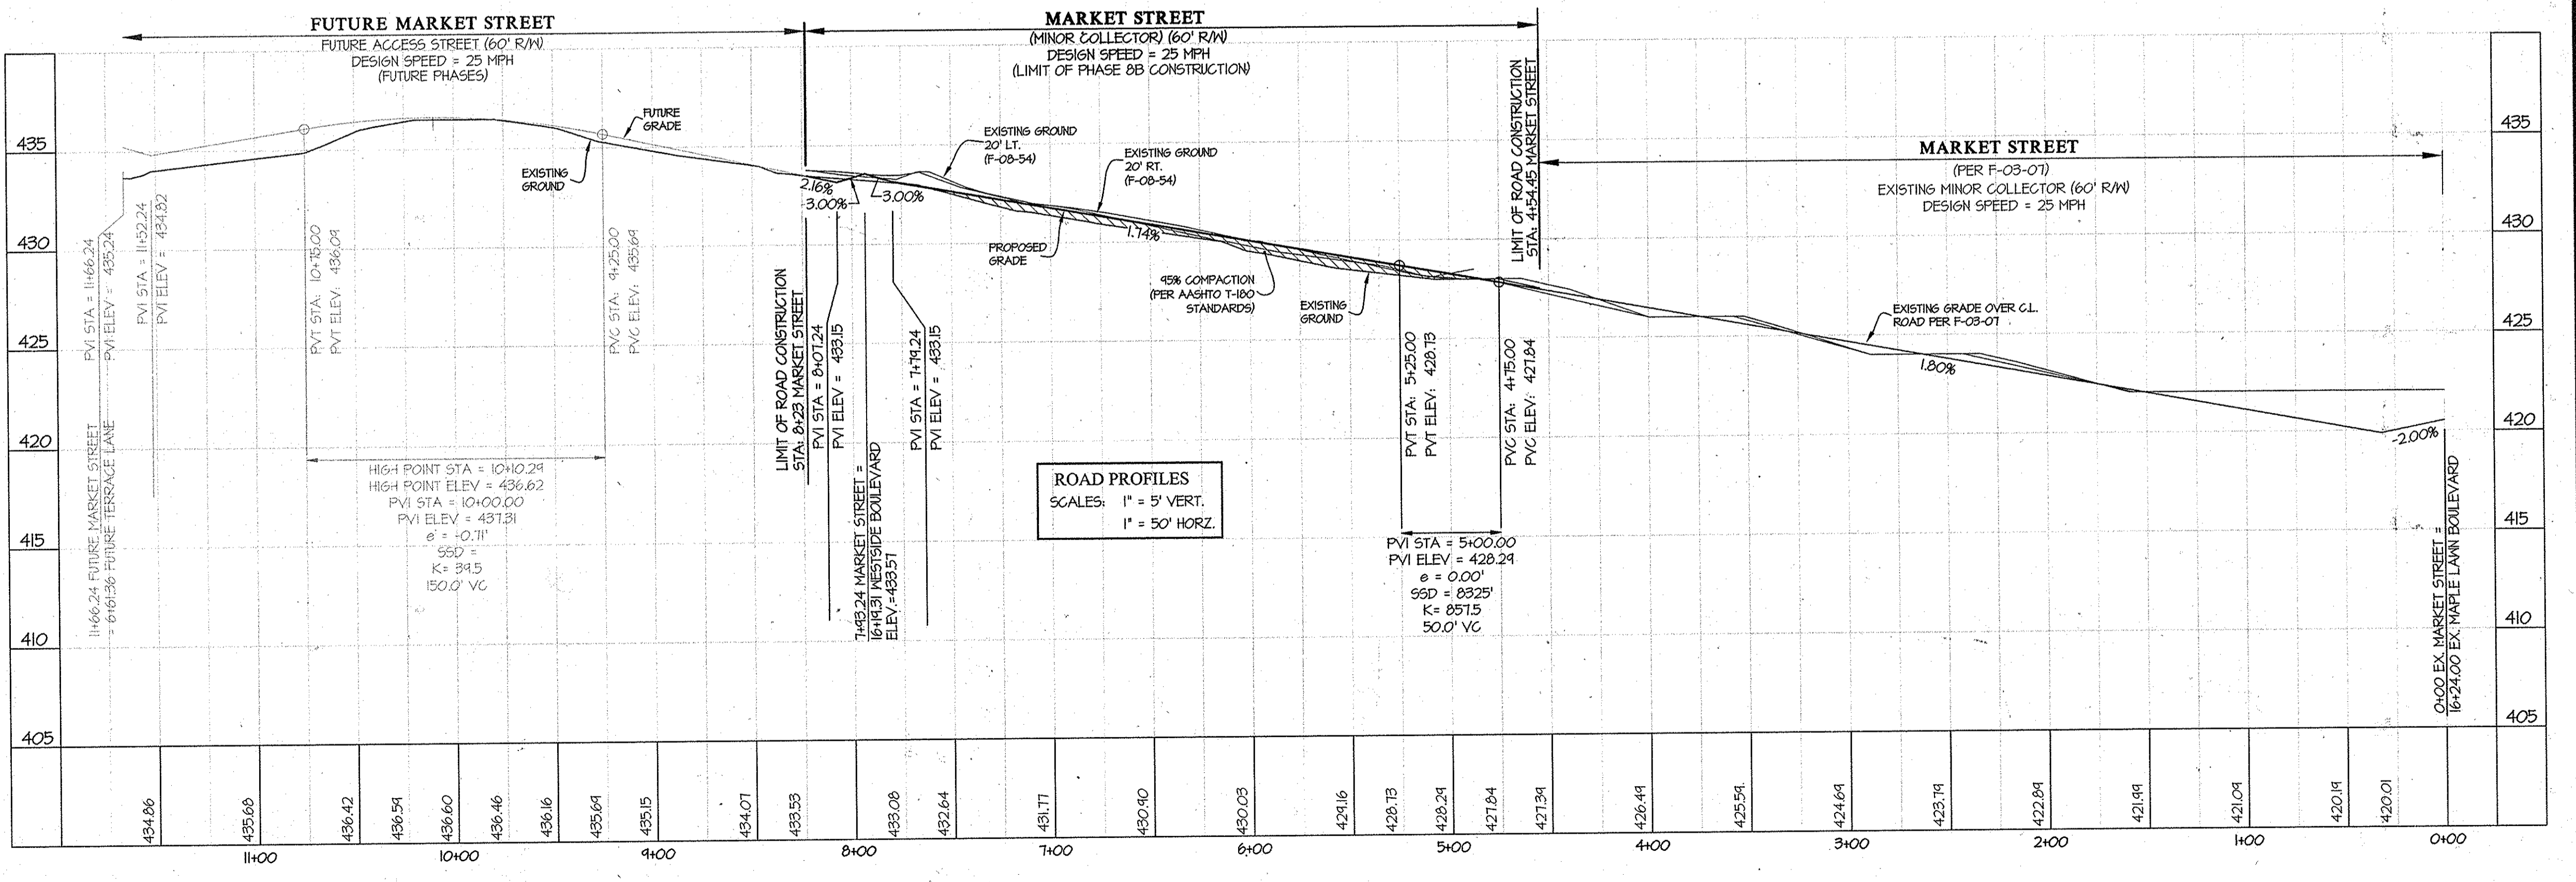 FUTURE MARKET STREET
FUTURE ACCESS STREET (60' R/W)
DESIGN SPEED = 25 MPH
(FUTURE PHASES)
MARKET STREET
(MINOR COLLECTOR) (60' R/W)
DESIGN SPEED = 25 MPH
(LIMIT OF PHASE 8B CONSTRUCTION)
LIMIT OF ROAD CONSTRUCTION
STA: 4+54.45 MARKET STREET
MARKET STREET
(PER F-03-07)
EXISTING MINOR COLLECTOR (60' R/W)
DESIGN SPEED = 25 MPH
435
430
425
420
415
410
405
435
430
425
420
415
410
405
FUTURE
GRADE
EXISTING
GROUND
EXISTING GROUND
20' LT.
(F-08-54)
EXISTING GROUND
20' RT.
(F-08-54)
2.16%
-3.00%
-3.00%
PROPOSED
GRADE
1.74%
95% COMPACTION
(PER AASHTO T-180
STANDARDS)
EXISTING
GROUND
EXISTING GRADE OVER C.L.
ROAD PER F-03-07
1.80%
-2.00%
PVI STA = 11+66.24
PVI ELEV = 435.24
PVI STA = 11+52.24
PVI ELEV = 434.82
PVT STA: 10+75.00
PVT ELEV: 436.09
PVC STA: 9+25.00
PVC ELEV: 435.69
11+66.24 FUTURE MARKET STREET
= 6+61.36 FUTURE TERRACE LANE
HIGH POINT STA = 10+10.29
HIGH POINT ELEV = 436.62
PVI STA = 10+00.00
PVI ELEV = 437.31
e = -0.71'
SSD =
K= 39.5
150.0' VC
LIMIT OF ROAD CONSTRUCTION
STA: 8+23 MARKET STREET
PVI STA = 8+07.24
PVI ELEV = 433.15
7+93.24 MARKET STREET =
16+19.31 WESTSIDE BOULEVARD
ELEV.=433.57
PVI STA = 7+79.24
PVI ELEV = 433.15
ROAD PROFILES
SCALES: 1" = 5' VERT.
1" = 50' HORZ.
PVT STA: 5+25.00
PVT ELEV: 428.73
PVC STA: 4+75.00
PVC ELEV: 427.84
PVI STA = 5+00.00
PVI ELEV = 428.29
e = 0.00'
SSD = 8325'
K= 857.5
50.0' VC
0+00 EX. MARKET STREET =
16+24.00 EX. MAPLE LAWN BOULEVARD
434.86
435.68
436.42
436.59
436.60
436.46
436.16
435.69
435.15
434.07
433.53
433.08
432.64
431.77
430.90
430.03
429.16
428.73
428.29
427.84
427.39
426.49
425.59
424.69
423.79
422.89
421.99
421.09
420.19
420.01
11+00
10+00
9+00
8+00
7+00
6+00
5+00
4+00
3+00
2+00
1+00
0+00